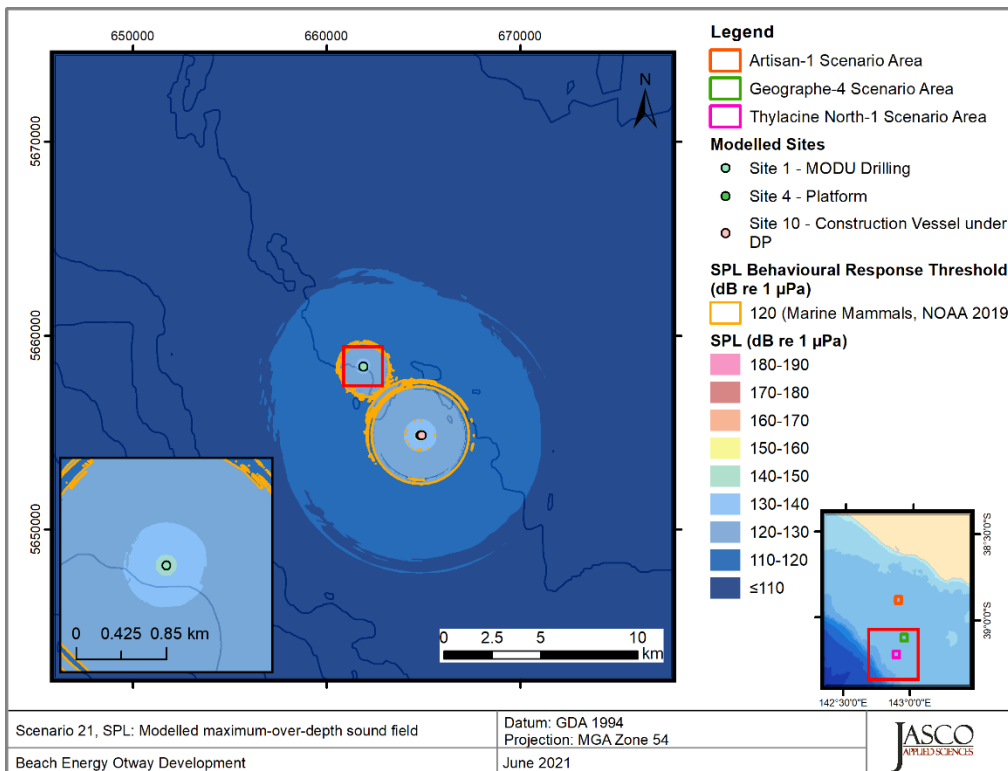 650000
660000
670000
5670000
5660000
5650000
N
0
0.425
0.85 km
0
2.5
5
10
km
Legend
Artisan-1 Scenario Area
Geographe-4 Scenario Area
Thylacine North-1 Scenario Area
Modelled Sites
Site 1 - MODU Drilling
Site 4 - Platform
Site 10 - Construction Vessel under
DP
SPL Behavioural Response Threshold
(dB re 1 µPa)
120 (Marine Mammals, NOAA 2019
SPL (dB re 1 µPa)
180-190
170-180
160-170
150-160
140-150
130-140
120-130
110-120
≤110
38°30'0"S
39°0'0"S
142°30'0"E
143°0'0"E
Scenario 21, SPL: Modelled maximum-over-depth sound field
Datum: GDA 1994
Projection: MGA Zone 54
Beach Energy Otway Development
June 2021
JASCO
APPLIED SCIENCES